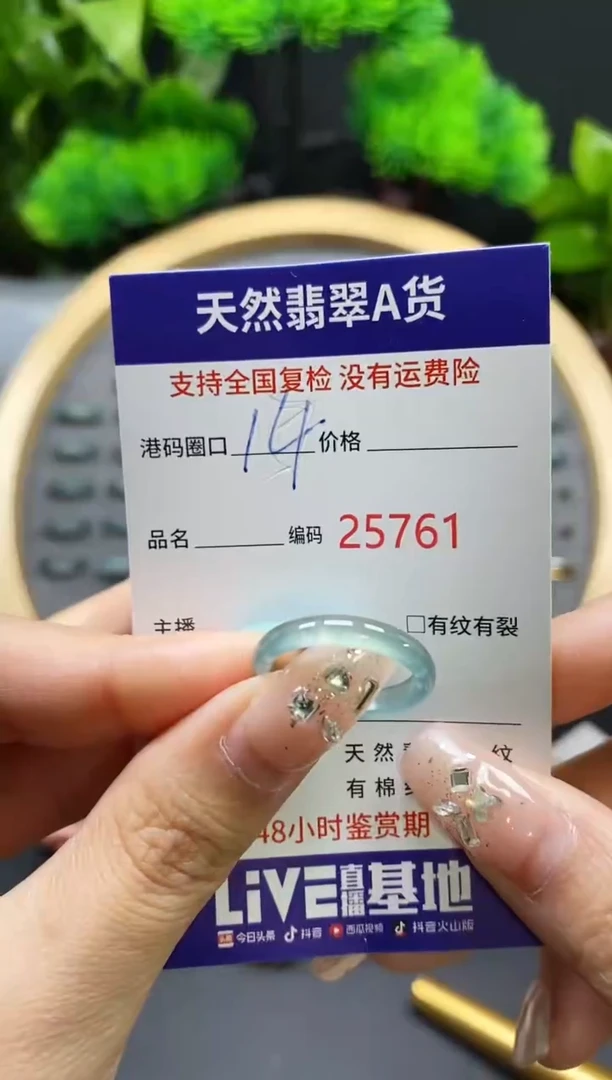 天然翡翠A货
支持全国复检 没有运费险
港码圈口 14 价格
品名 编码 25761
主播 □有纹有裂
天然 纹
有棉
48小时鉴赏期
LIVE直播基地
今日头条 抖音 西瓜视频 抖音火山版